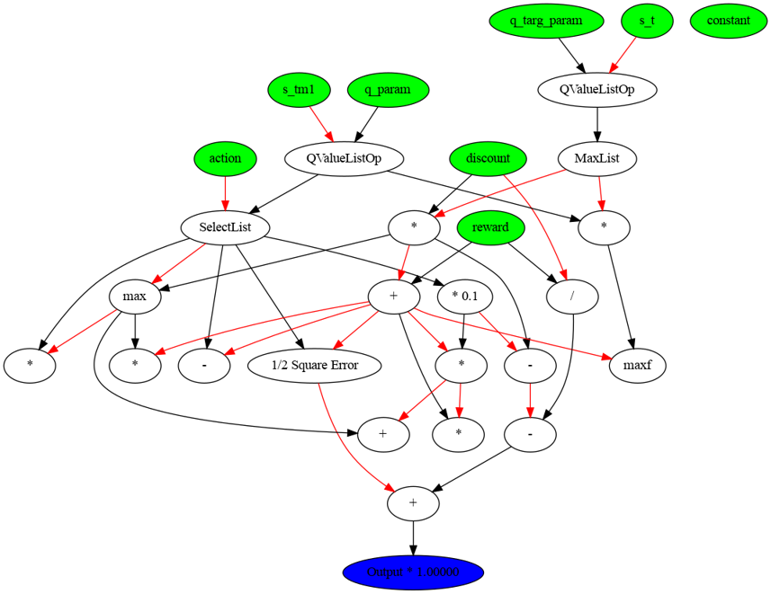 q_targ_param
s_t
constant
s_tm1
q_param
QValueListOp
action
QValueListOp
discount
MaxList
SelectList
*
reward
*
max
+
* 0.1
/
*
*
-
1/2 Square Error
*
-
maxf
+
*
-
+
Output * 1.00000